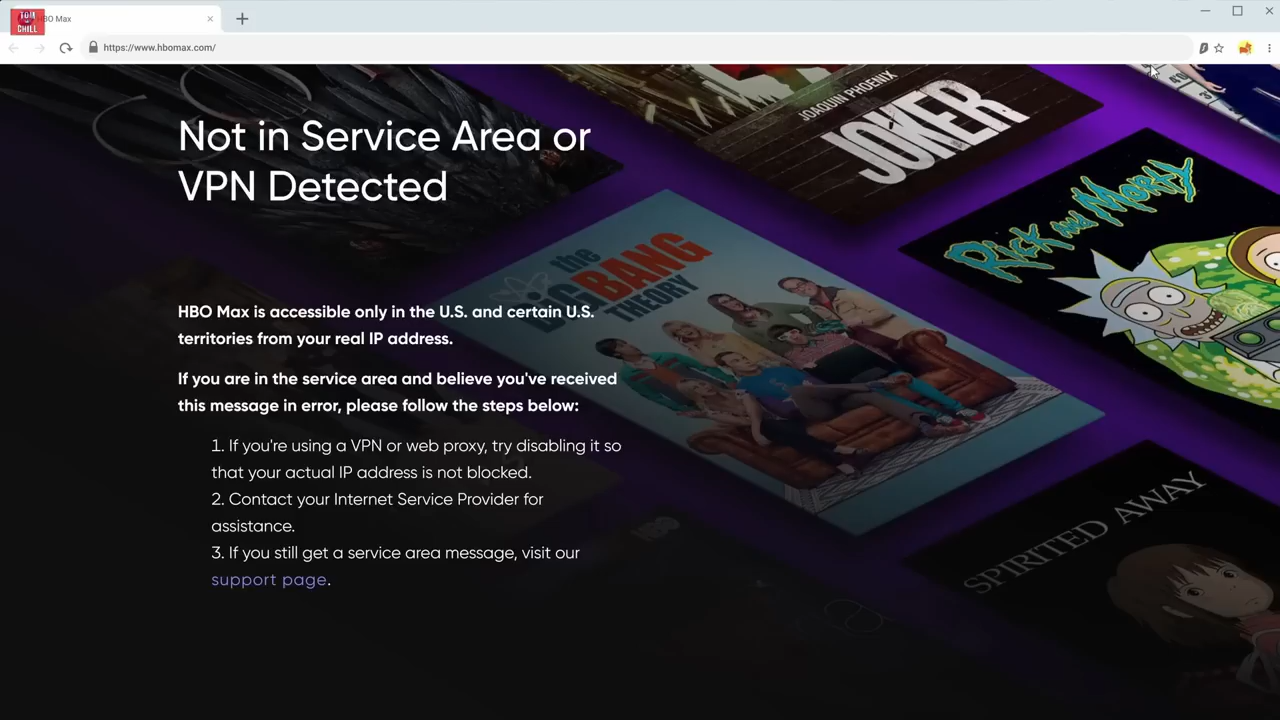 TOM
CHILL
HBO Max
https://www.hbomax.com/
Not in Service Area or
VPN Detected
HBO Max is accessible only in the U.S. and certain U.S.
territories from your real IP address.
If you are in the service area and believe you've received
this message in error, please follow the steps below:
1. If you're using a VPN or web proxy, try disabling it so
that your actual IP address is not blocked.
2. Contact your Internet Service Provider for
assistance.
3. If you still get a service area message, visit our
support page.
JOAQUIN PHOENIX
JOKER
Rick and Morty
the
BIG BANG
THEORY
SPIRITED AWAY
HBO